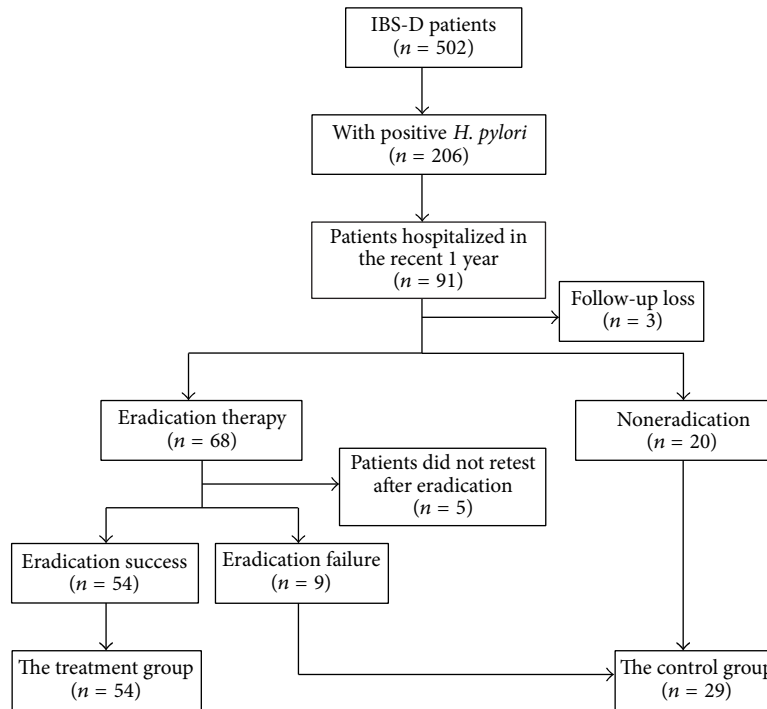 IBS-D patients
(n = 502)
With positive H. pylori
(n = 206)
Patients hospitalized in
the recent 1 year
(n = 91)
Follow-up loss
(n = 3)
Eradication therapy
(n = 68)
Noneradication
(n = 20)
Patients did not retest
after eradication
(n = 5)
Eradication success
(n = 54)
Eradication failure
(n = 9)
The treatment group
(n = 54)
The control group
(n = 29)